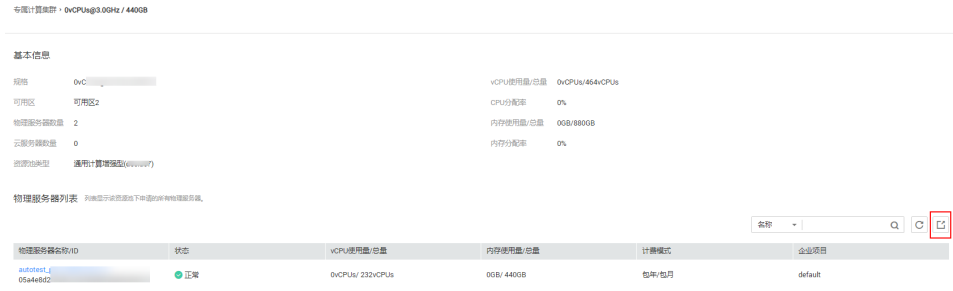 专属计算集群 · 0vCPUs@3.0GHz / 440GB
基本信息
规格 0vC
vCPU使用量/总量 0vCPUs/464vCPUs
可用区 可用区2
CPU分配率 0%
物理服务器数量 2
内存使用量/总量 0GB/880GB
云服务器数量 0
内存分配率 0%
资源池类型 通用计算增强型(
物理服务器列表 列表显示该资源池下申请的所有物理服务器。
名称
物理服务器名称/ID 状态 vCPU使用量/总量 内存使用量/总量 计费模式 企业项目
autotest_
05a4e8d2
正常 0vCPUs/ 232vCPUs 0GB/ 440GB 包年/包月 default